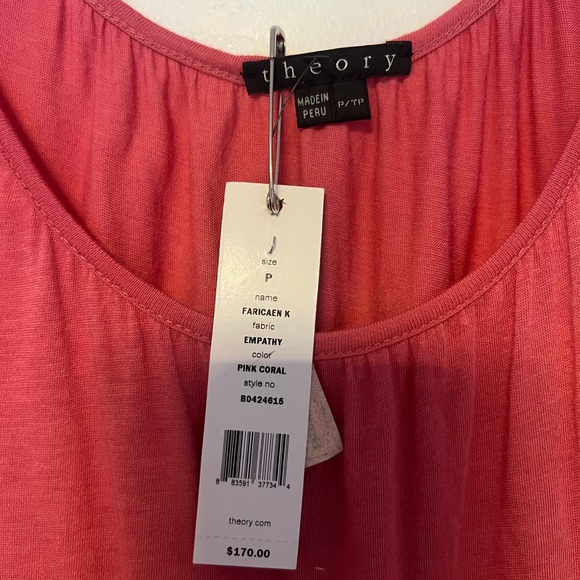 theory
MADE IN
PERU
P/TP
size
P
name
FARICAEN K
fabric
EMPATHY
color
PINK CORAL
style no
B0424615
8 83591 37734 4
theory.com
$170.00